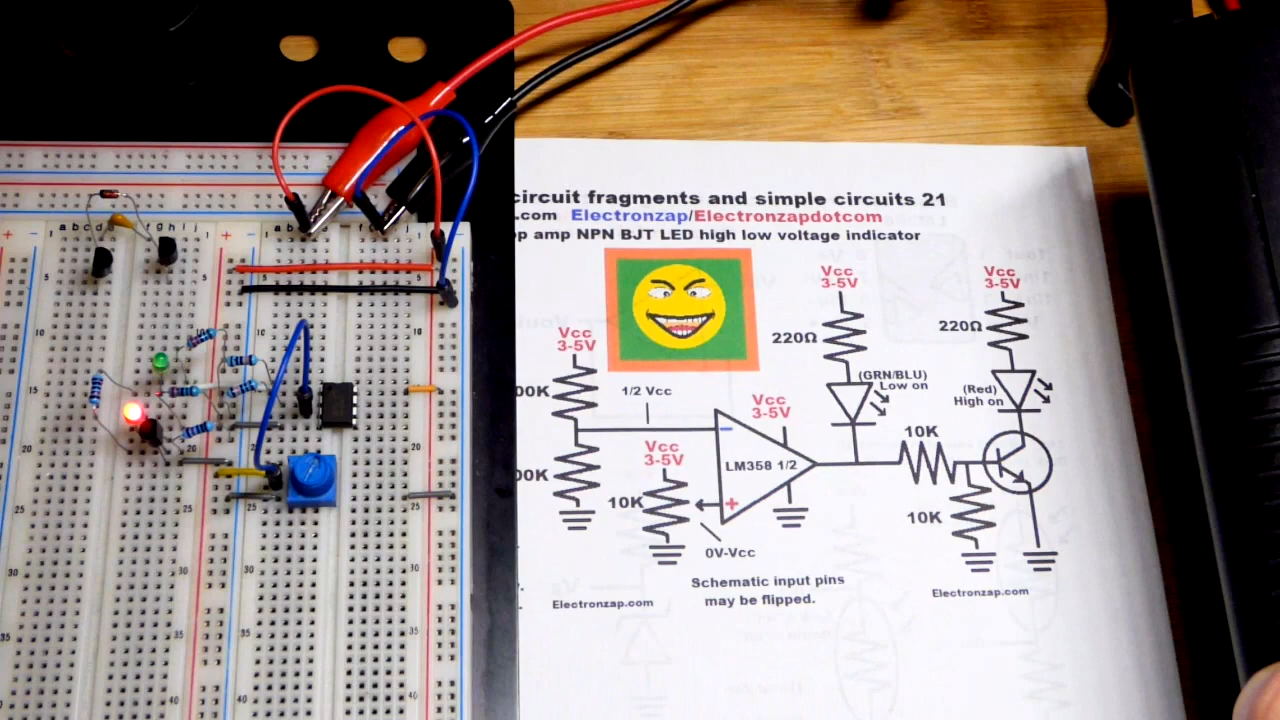 circuit fragments and simple circuits 21
.com Electronzap/Electronzapdotcom
op amp NPN BJT LED high low voltage indicator
Vcc
3-5V
00K
00K
1/2 Vcc
Vcc
3-5V
10K
0V-Vcc
Vcc
3-5V
LM358 1/2
−
+
Vcc
3-5V
220Ω
(GRN/BLU)
Low on
Vcc
3-5V
220Ω
(Red)
High on
10K
10K
Schematic input pins
may be flipped.
Electronzap.com
Electronzap.com